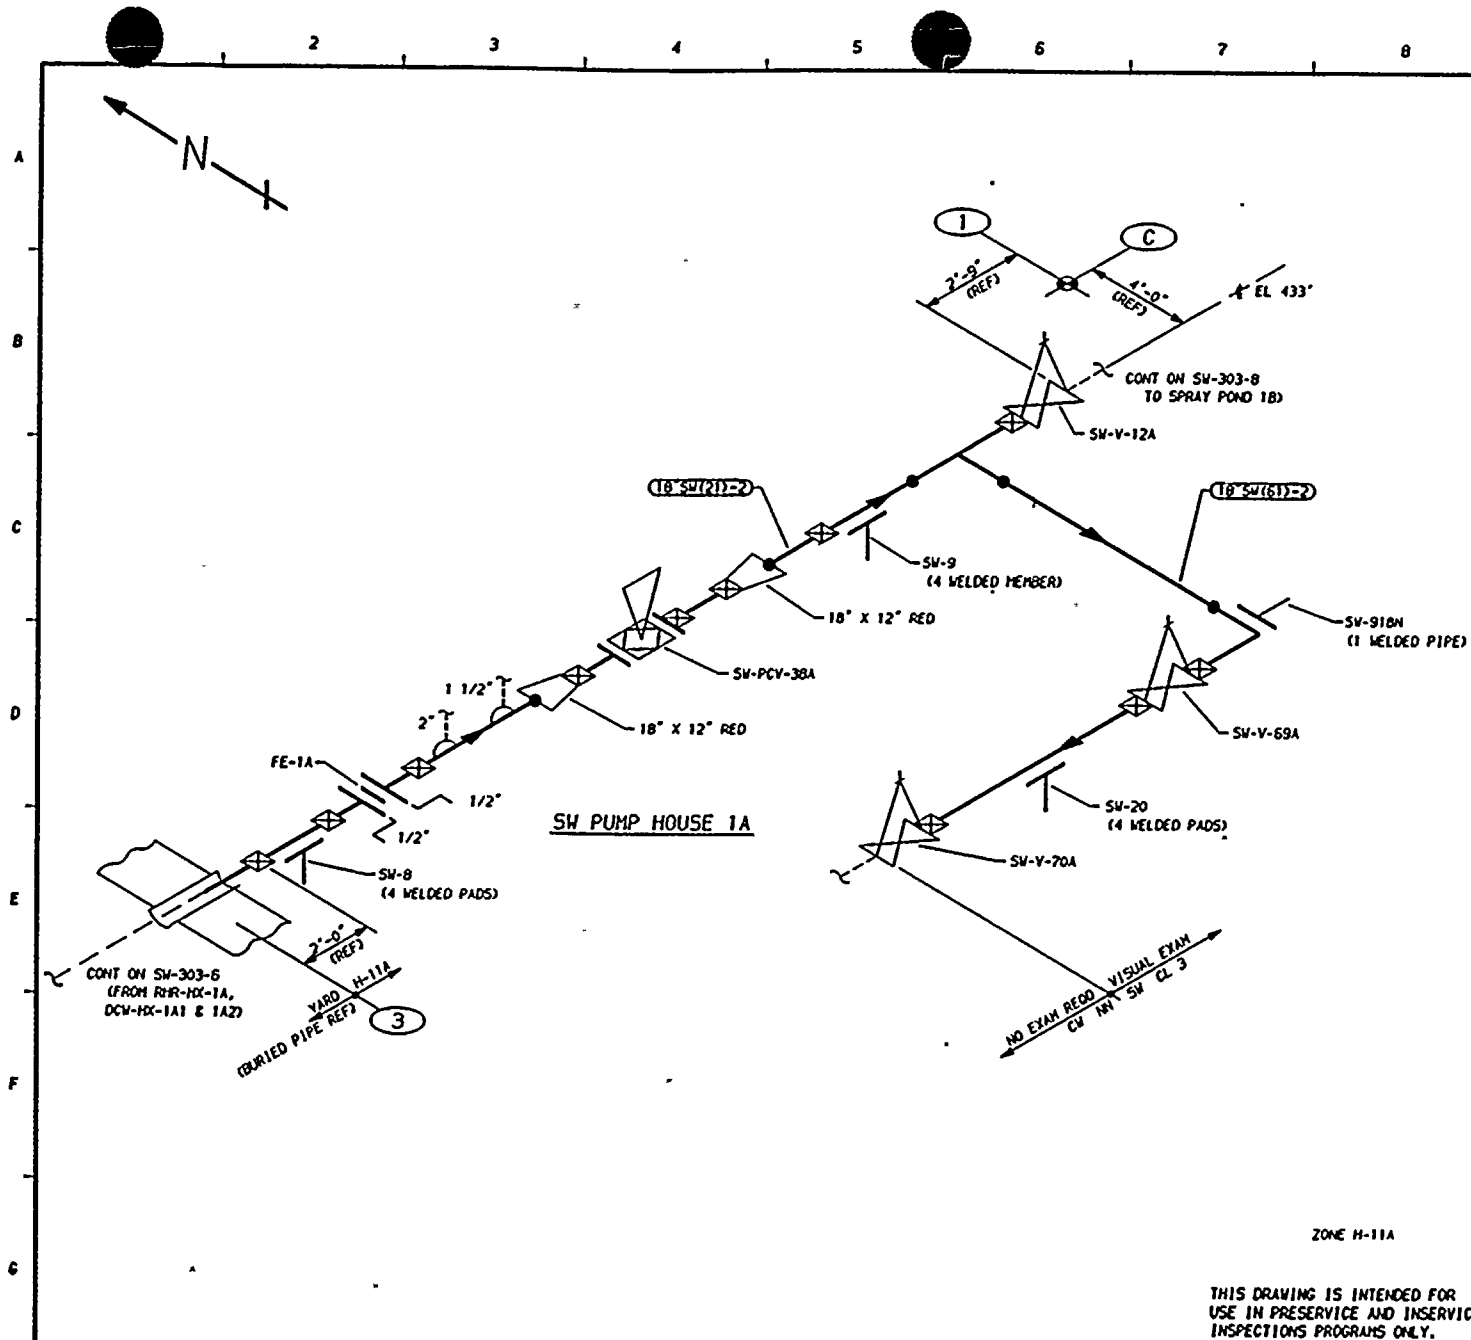 2 3 4 5 6 7 8
A
N
1
C
2'-9"
(REF)
4'-0"
(REF)
EL 433'
B
CONT ON SW-303-8
TO SPRAY POND 1B)
SW-V-12A
18"SW(21)-2
18"SW(61)-2
C
SW-9
(4 WELDED MEMBER)
18" X 12" RED
SW-918N
(1 WELDED PIPE)
SW-PCV-38A
1 1/2"
D
2"
18" X 12" RED
SW-V-69A
FE-1A
1/2"
SW PUMP HOUSE 1A
SW-20
(4 WELDED PADS)
1/2"
SW-V-70A
SW-8
(4 WELDED PADS)
E
2'-0"
(REF)
VISUAL EXAM
SW CL 3
CONT ON SW-303-6
(FROM RHR-HX-1A,
DCW-HX-1A1 & 1A2)
YARD H-11A
3
NO EXAM REQD
CW NN
(BURIED PIPE REF)
F
ZONE H-11A
G
THIS DRAWING IS INTENDED FOR
USE IN PRESERVICE AND INSERVIC
INSPECTIONS PROGRAMS ONLY.